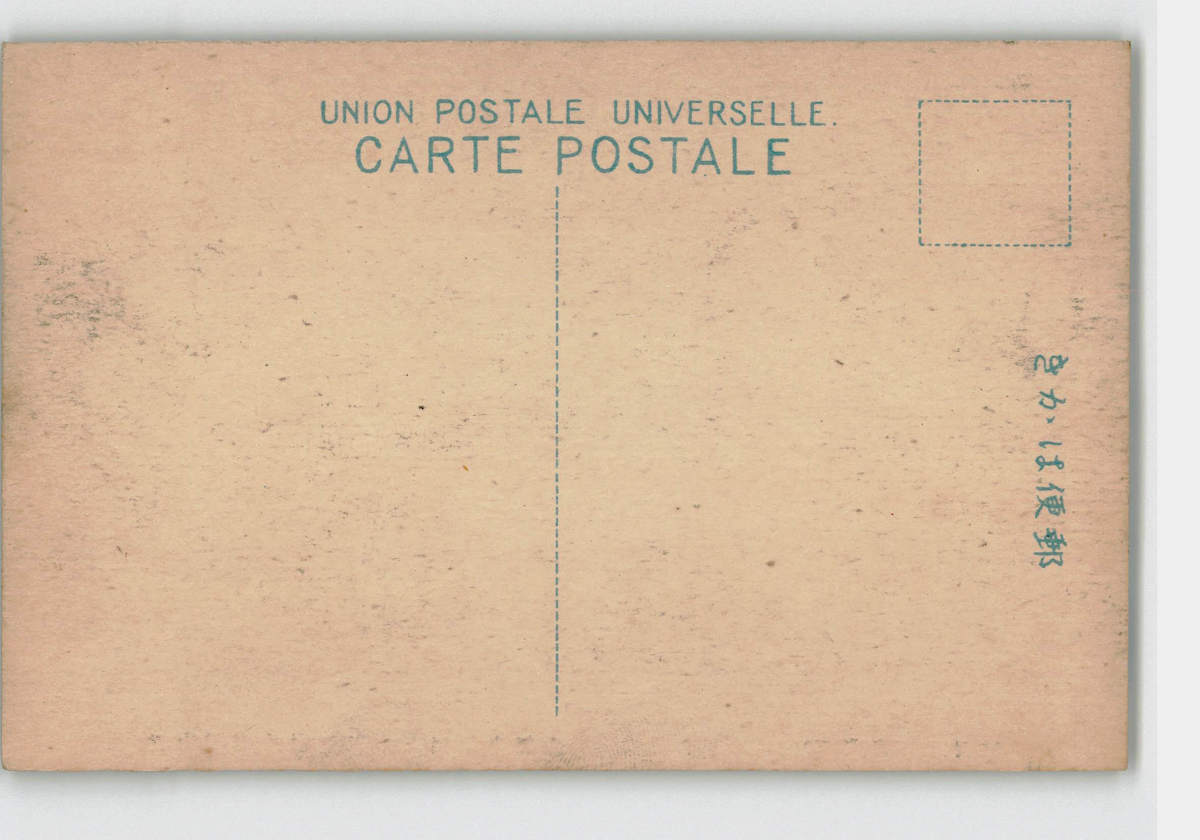 UNION POSTALE UNIVERSELLE.
CARTE POSTALE
郵便はかき